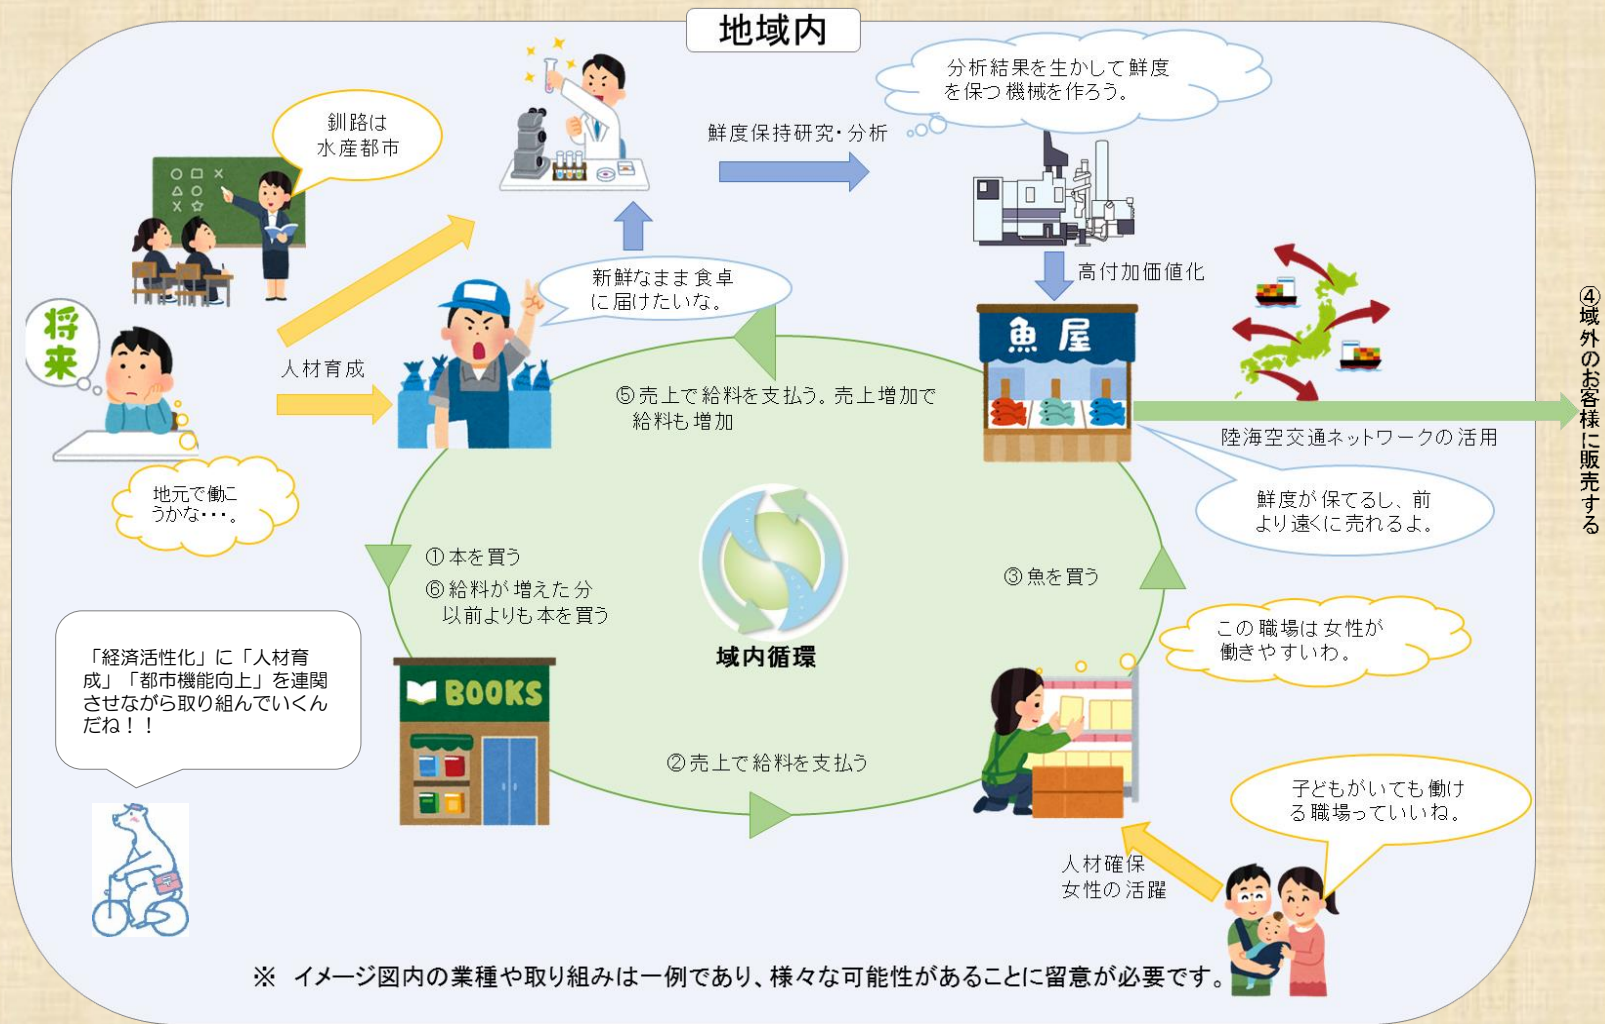 地域内
分析結果を生かして鮮度
を保つ機械を作ろう。
釧路は
水産都市
鮮度保持研究・分析
高付加価値化
新鮮なまま食卓
に届けたいな。
将来
人材育成
魚屋
④域外のお客様に販売する
⑤売上で給料を支払う。売上増加で
給料も増加
陸海空交通ネットワークの活用
地元で働こ
うかな・・・。
鮮度が保てるし、前
より遠くに売れるよ。
①本を買う
⑥給料が増えた分
以前よりも本を買う
③魚を買う
域内循環
この職場は女性が
働きやすいわ。
「経済活性化」に「人材育
成」「都市機能向上」を連関
させながら取り組んでいくん
だね！！
BOOKS
②売上で給料を支払う
子どもがいても働け
る職場っていいね。
人材確保
女性の活躍
※　イメージ図内の業種や取り組みは一例であり、様々な可能性があることに留意が必要です。